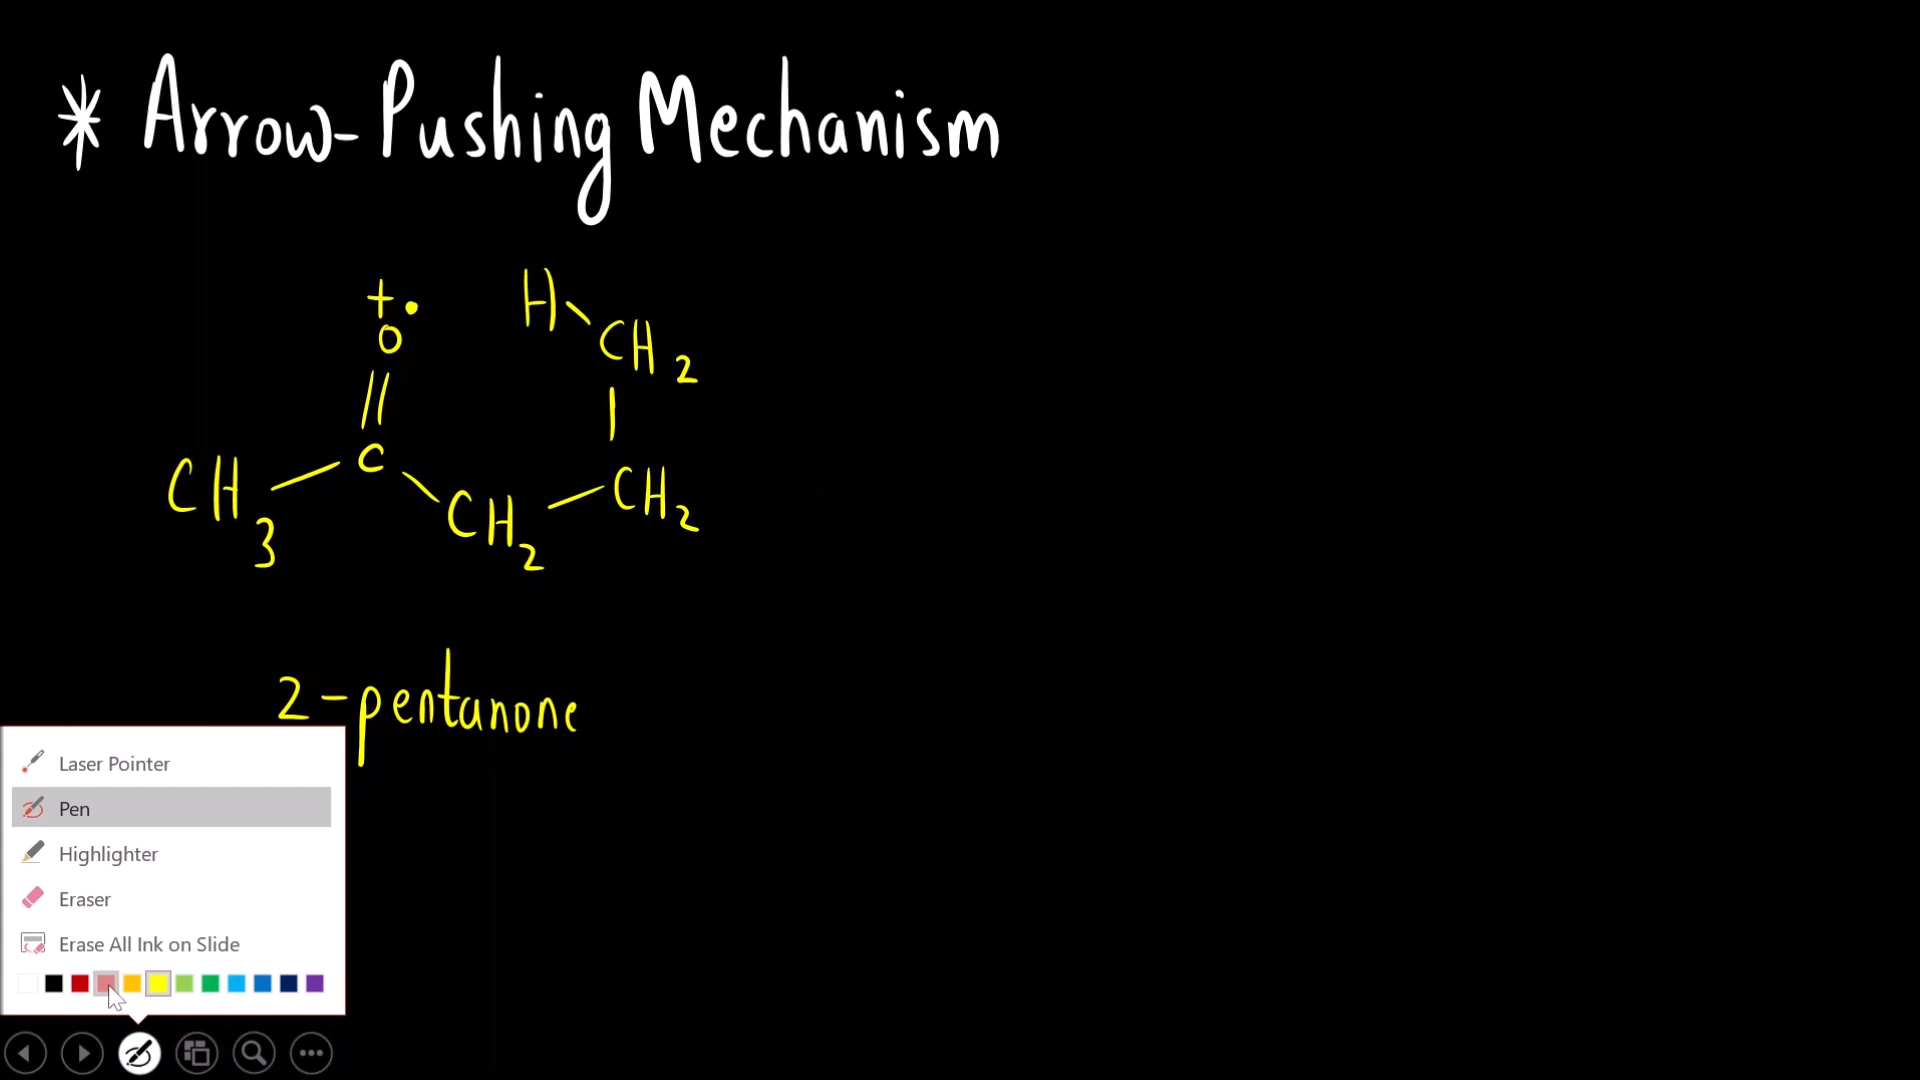 * Arrow-Pushing Mechanism
+•
O H
CH2
||
C
CH3 CH2 CH2
2-pentanone
Laser Pointer
Pen
Highlighter
Eraser
Erase All Ink on Slide